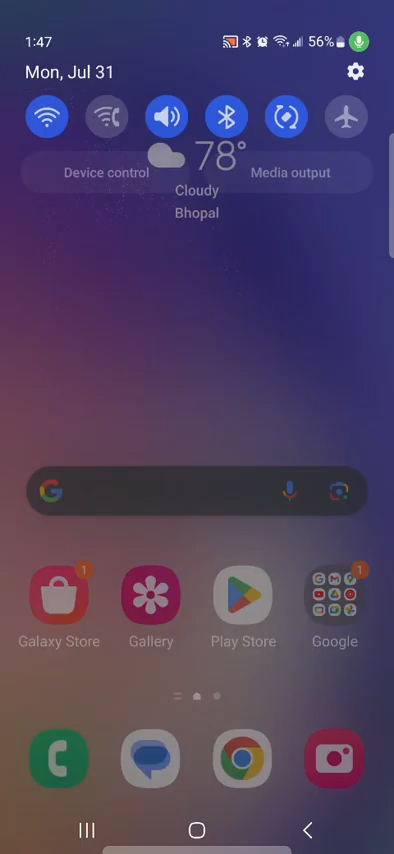 1:47 56%
Mon, Jul 31
78°
Device control Media output
Cloudy
Bhopal
1 1
Galaxy Store Gallery Play Store Google